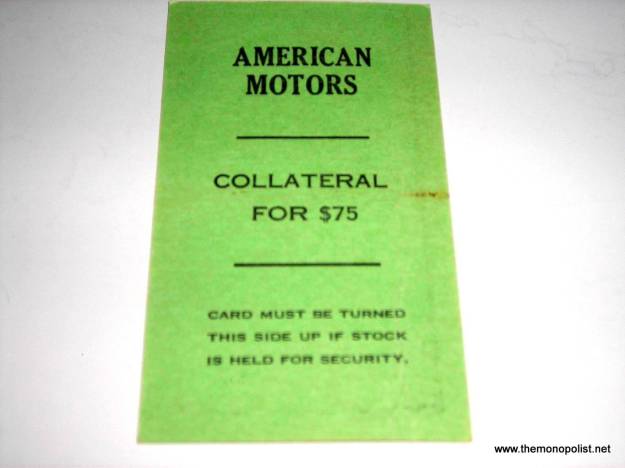 AMERICAN
MOTORS
COLLATERAL
FOR $75
CARD MUST BE TURNED
THIS SIDE UP IF STOCK
IS HELD FOR SECURITY.
www.themonopolist.net